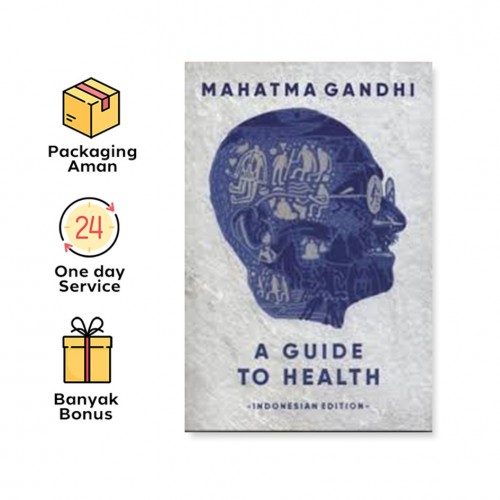 Packaging
Aman
24
One day
Service
Banyak
Bonus
MAHATMA GANDHI
A GUIDE
TO HEALTH
-INDONESIAN EDITION-